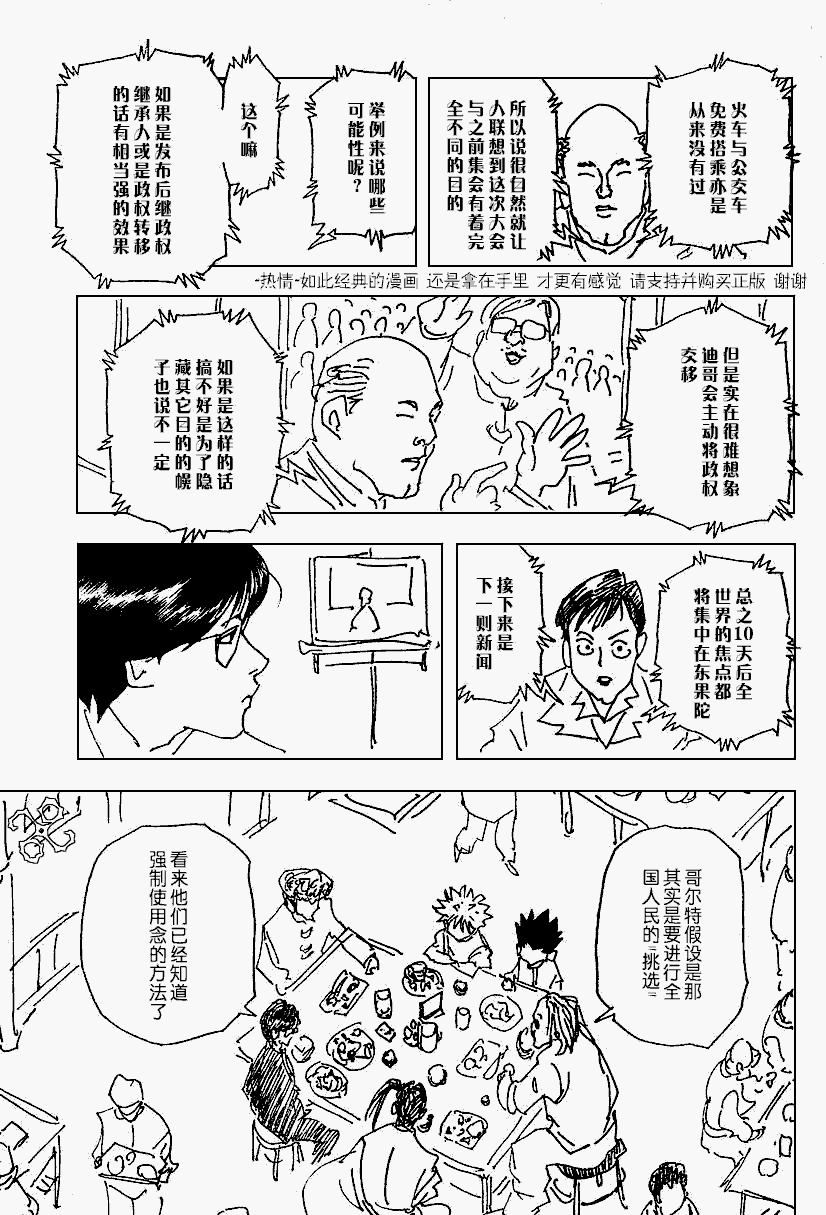 火车与公交车
免费搭乘亦是
从来没有过
所以说很自然就让
人联想到这次大会
与之前集会有着完
全不同的目的
举例来说哪些
可能性呢？
这个嘛
如果是发布后继政权
继承人或是政权转移
的话有相当强的效果
-热情-如此经典的漫画 还是拿在手里 才更有感觉 请支持并购买正版 谢谢
但是实在很难想象
迪哥会主动将政权
交移
如果是这样的话
搞不好是为了隐
藏其它目的的幌
子也说不一定
总之10天后全
世界的焦点都
将集中在东果陀
接下来是
下一则新闻
哥尔特假设是那
其实是要进行全
国人民的"挑选"
看来他们已经知道
强制使用念的方法了